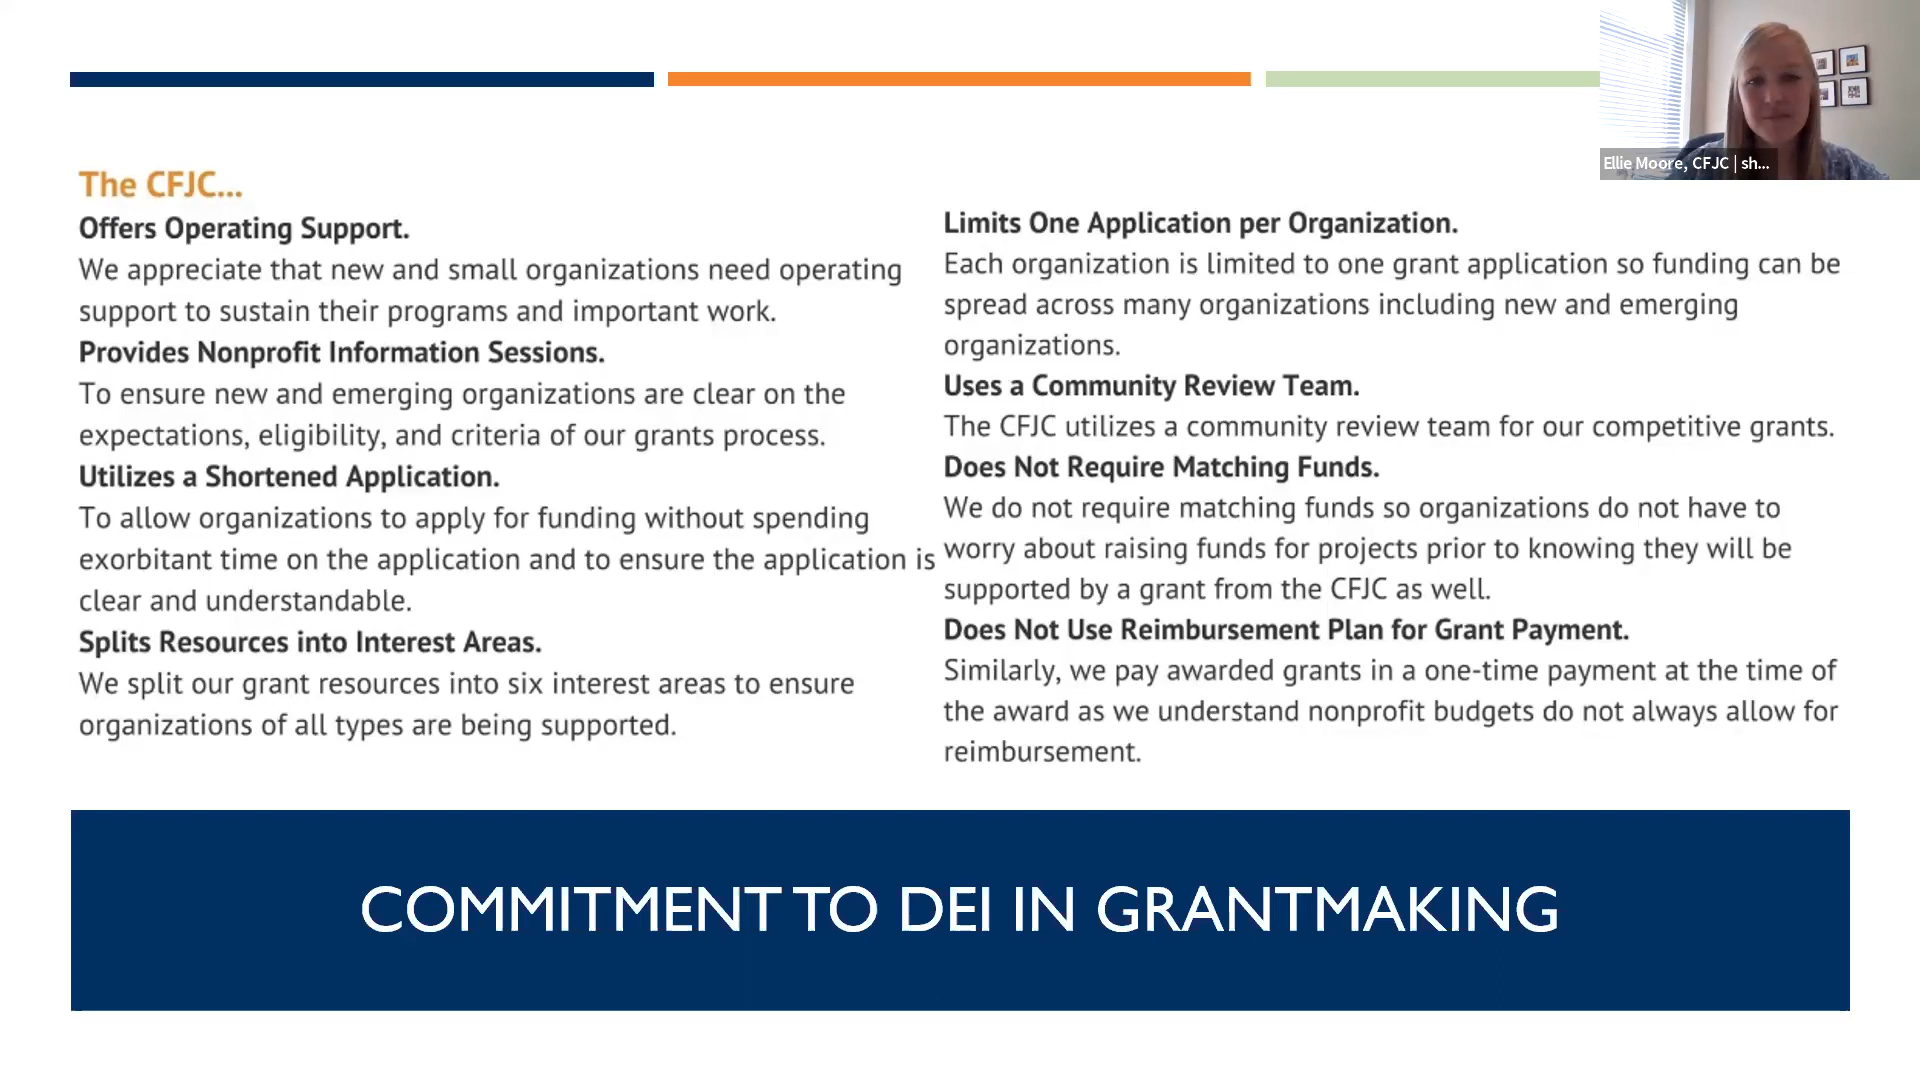 Ellie Moore, CFJC | sh...
The CFJC...
Offers Operating Support.
We appreciate that new and small organizations need operating
support to sustain their programs and important work.
Provides Nonprofit Information Sessions.
To ensure new and emerging organizations are clear on the
expectations, eligibility, and criteria of our grants process.
Utilizes a Shortened Application.
To allow organizations to apply for funding without spending
exorbitant time on the application and to ensure the application is
clear and understandable.
Splits Resources into Interest Areas.
We split our grant resources into six interest areas to ensure
organizations of all types are being supported.
Limits One Application per Organization.
Each organization is limited to one grant application so funding can be
spread across many organizations including new and emerging
organizations.
Uses a Community Review Team.
The CFJC utilizes a community review team for our competitive grants.
Does Not Require Matching Funds.
We do not require matching funds so organizations do not have to
worry about raising funds for projects prior to knowing they will be
supported by a grant from the CFJC as well.
Does Not Use Reimbursement Plan for Grant Payment.
Similarly, we pay awarded grants in a one-time payment at the time of
the award as we understand nonprofit budgets do not always allow for
reimbursement.
COMMITMENT TO DEI IN GRANTMAKING